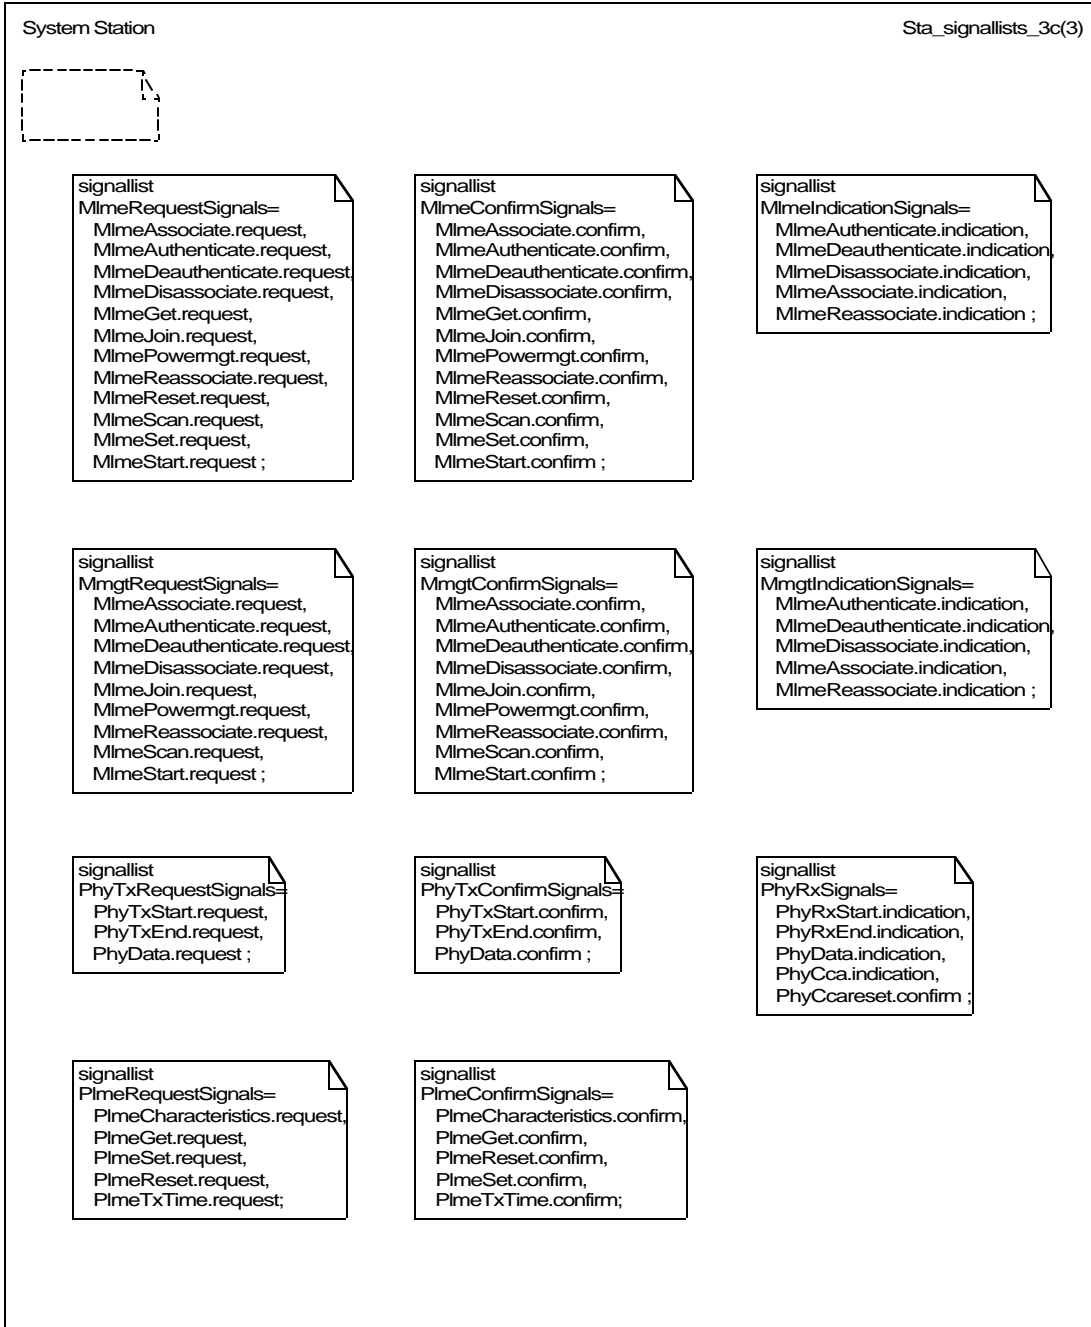 System Station
Sta_signallists_3c(3)
signallist
MlmeRequestSignals=
MlmeAssociate.request,
MlmeAuthenticate.request,
MlmeDeauthenticate.request,
MlmeDisassociate.request,
MlmeGet.request,
MlmeJoin.request,
MlmePowermgt.request,
MlmeReassociate.request,
MlmeReset.request,
MlmeScan.request,
MlmeSet.request,
MlmeStart.request ;
signallist
MlmeConfirmSignals=
MlmeAssociate.confirm,
MlmeAuthenticate.confirm,
MlmeDeauthenticate.confirm,
MlmeDisassociate.confirm,
MlmeGet.confirm,
MlmeJoin.confirm,
MlmePowermgt.confirm,
MlmeReassociate.confirm,
MlmeReset.confirm,
MlmeScan.confirm,
MlmeSet.confirm,
MlmeStart.confirm ;
signallist
MlmeIndicationSignals=
MlmeAuthenticate.indication,
MlmeDeauthenticate.indication,
MlmeDisassociate.indication,
MlmeAssociate.indication,
MlmeReassociate.indication ;
signallist
MmgtRequestSignals=
MlmeAssociate.request,
MlmeAuthenticate.request,
MlmeDeauthenticate.request,
MlmeDisassociate.request,
MlmeJoin.request,
MlmePowermgt.request,
MlmeReassociate.request,
MlmeScan.request,
MlmeStart.request ;
signallist
MmgtConfirmSignals=
MlmeAssociate.confirm,
MlmeAuthenticate.confirm,
MlmeDeauthenticate.confirm,
MlmeDisassociate.confirm,
MlmeJoin.confirm,
MlmePowermgt.confirm,
MlmeReassociate.confirm,
MlmeScan.confirm,
MlmeStart.confirm ;
signallist
MmgtIndicationSignals=
MlmeAuthenticate.indication,
MlmeDeauthenticate.indication,
MlmeDisassociate.indication,
MlmeAssociate.indication,
MlmeReassociate.indication ;
signallist
PhyTxRequestSignals=
PhyTxStart.request,
PhyTxEnd.request,
PhyData.request ;
signallist
PhyTxConfirmSignals=
PhyTxStart.confirm,
PhyTxEnd.confirm,
PhyData.confirm ;
signallist
PhyRxSignals=
PhyRxStart.indication,
PhyRxEnd.indication,
PhyData.indication,
PhyCca.indication,
PhyCcareset.confirm ;
signallist
PlmeRequestSignals=
PlmeCharacteristics.request,
PlmeGet.request,
PlmeSet.request,
PlmeReset.request,
PlmeTxTime.request;
signallist
PlmeConfirmSignals=
PlmeCharacteristics.confirm,
PlmeGet.confirm,
PlmeReset.confirm,
PlmeSet.confirm,
PlmeTxTime.confirm;